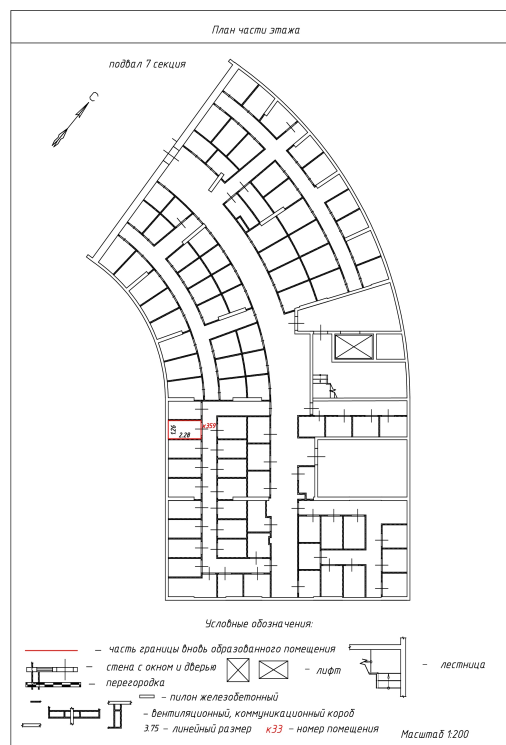 План части этажа
подвал 7 секция
С
1.26
2.28
к359
Условные обозначения:
— часть границы вновь образованного помещения
— стена с окном и дверью
— лифт
— лестница
— перегородка
— пилон железобетонный
— вентиляционный, коммуникационный короб
3.75 — линейный размер к33 — номер помещения
Масштаб 1:200